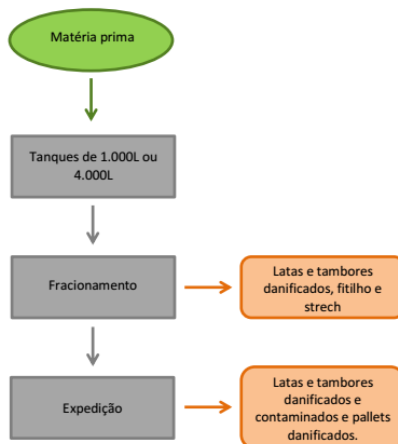 Matéria prima
Tanques de 1.000L ou
4.000L
Fracionamento
Latas e tambores
danificados, fitilho e
strech
Expedição
Latas e tambores
danificados e
contaminados e pallets
danificados.